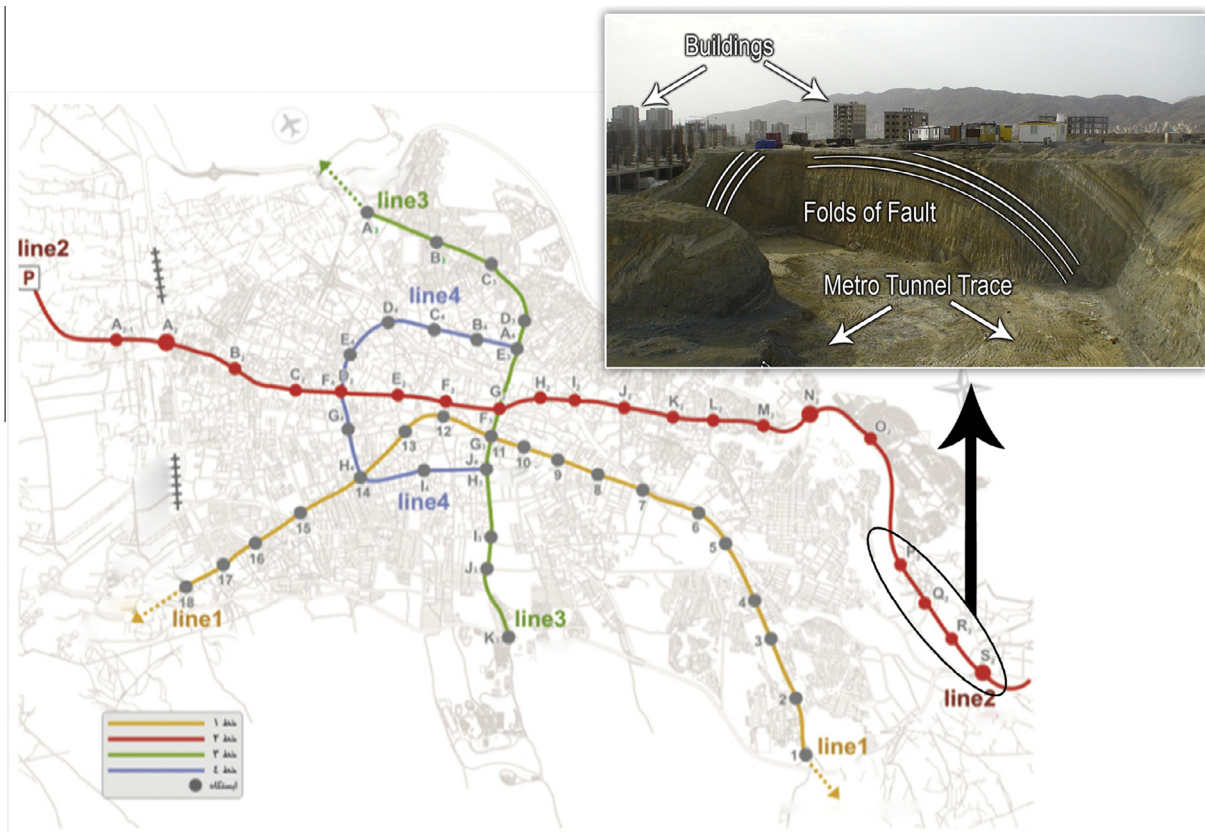 Buildings
Folds of Fault
Metro Tunnel Trace
line3
A3
B3
C3
line2
P
line4
D4
C4
B4
D3
A4
E3
E4
A2-1
A2
B2
C2
F4
D2
E2
F2
G
H2
I2
J2
K
L2
M2
N2
O2
G4
13
12
F3
G3
11
10
9
8
7
6
5
4
3
2
1
H4
14
I4
J4
H3
line4
15
16
17
18
line1
I3
J3
K3
line3
P2
Q2
R2
S2
line2
line1
خط ۱
خط ۲
خط ۳
خط ٤
ایستگاه